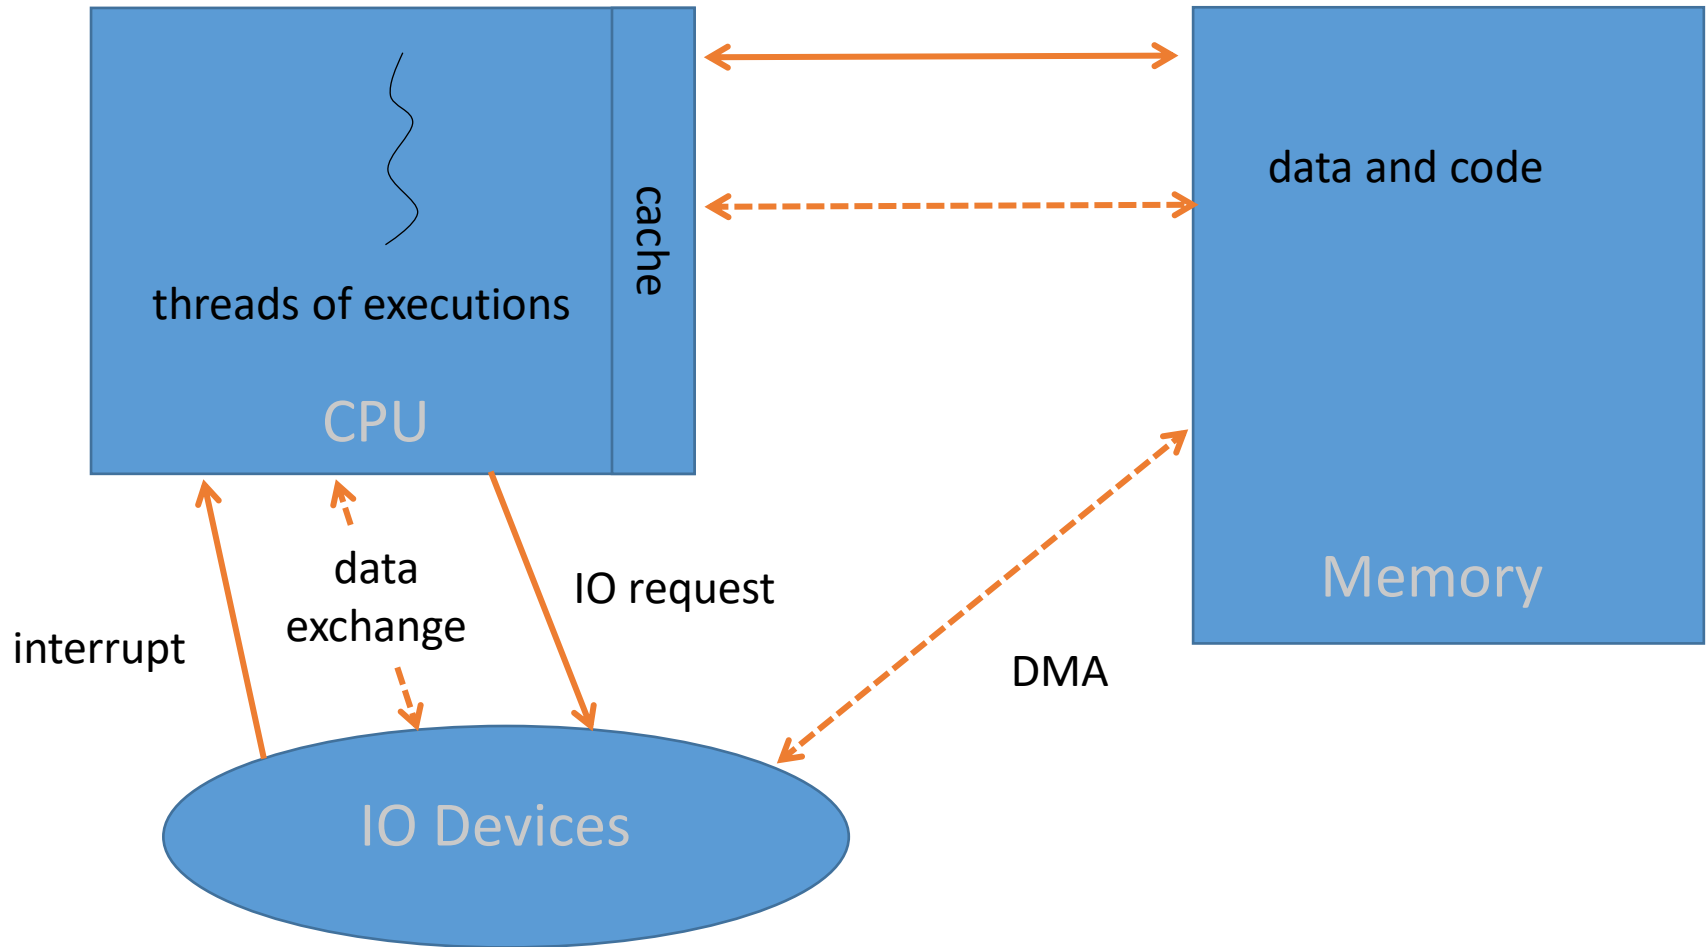 data and code
cache
threads of executions
CPU
data
exchange
IO request
Memory
interrupt
DMA
IO Devices